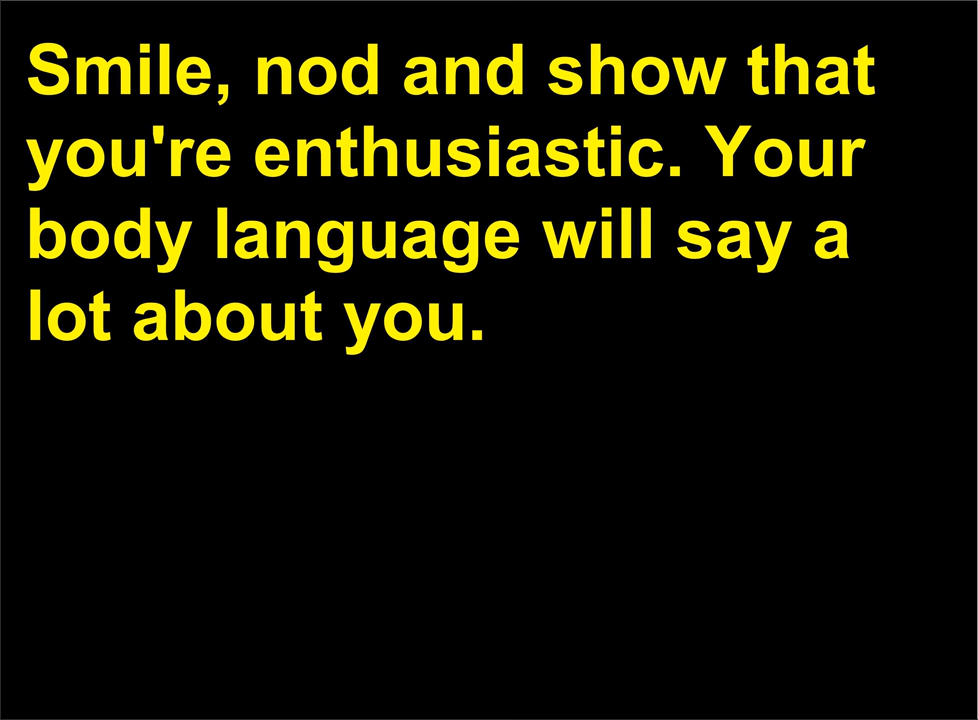 Smile, nod and show that
you're enthusiastic. Your
body language will say a
lot about you.